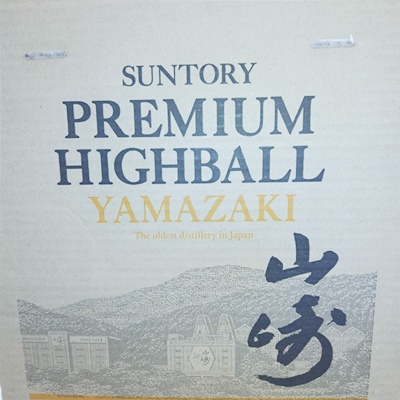 SUNTORY
PREMIUM
HIGHBALL
YAMAZAKI
The oldest distillery in Japan
山崎